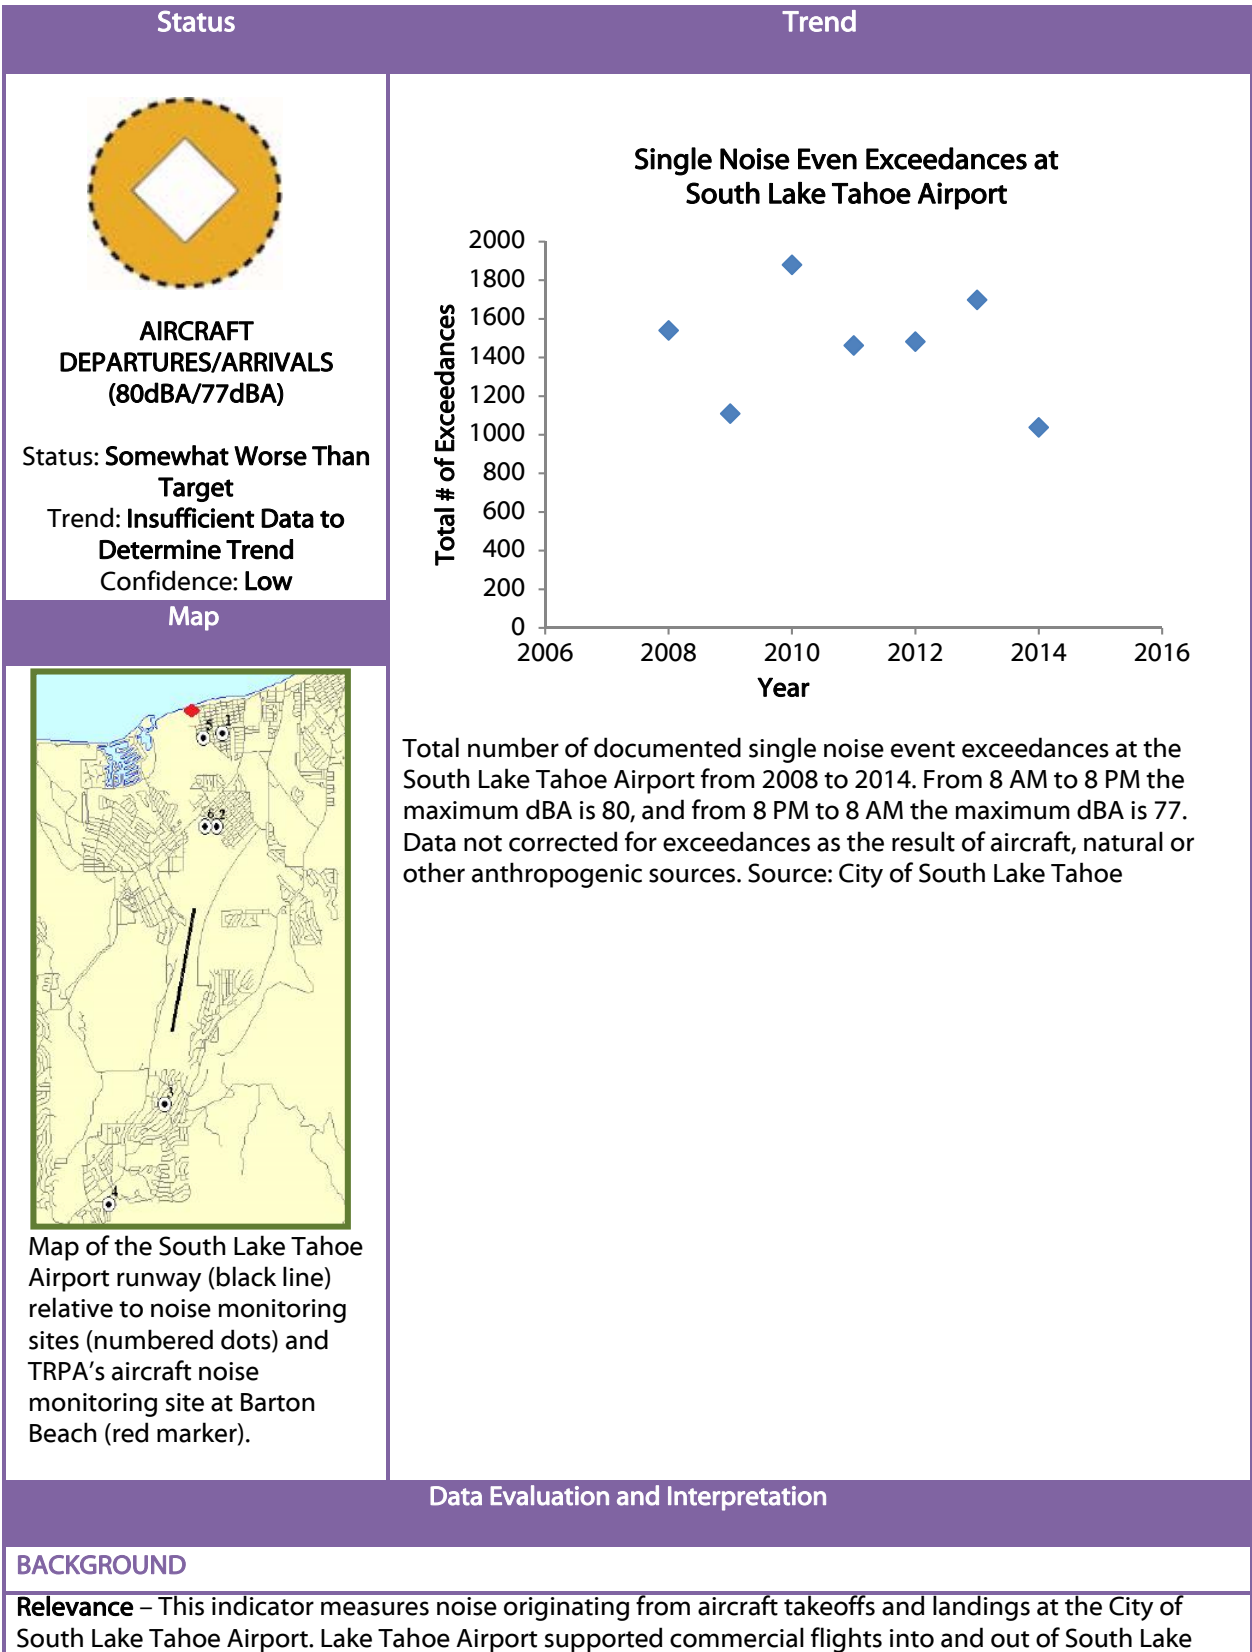 Status
Trend
AIRCRAFT
DEPARTURES/ARRIVALS
(80dBA/77dBA)
Status: Somewhat Worse Than
Target
Trend: Insufficient Data to
Determine Trend
Confidence: Low
Single Noise Even Exceedances at
South Lake Tahoe Airport
Total # of Exceedances
2000
1800
1600
1400
1200
1000
800
600
400
200
0
2006 2008 2010 2012 2014 2016
Year
Total number of documented single noise event exceedances at the
South Lake Tahoe Airport from 2008 to 2014. From 8 AM to 8 PM the
maximum dBA is 80, and from 8 PM to 8 AM the maximum dBA is 77.
Data not corrected for exceedances as the result of aircraft, natural or
other anthropogenic sources. Source: City of South Lake Tahoe
Map
5 1
6 2
3
4
Map of the South Lake Tahoe
Airport runway (black line)
relative to noise monitoring
sites (numbered dots) and
TRPA's aircraft noise
monitoring site at Barton
Beach (red marker).
Data Evaluation and Interpretation
BACKGROUND
Relevance – This indicator measures noise originating from aircraft takeoffs and landings at the City of
South Lake Tahoe Airport. Lake Tahoe Airport supported commercial flights into and out of South Lake